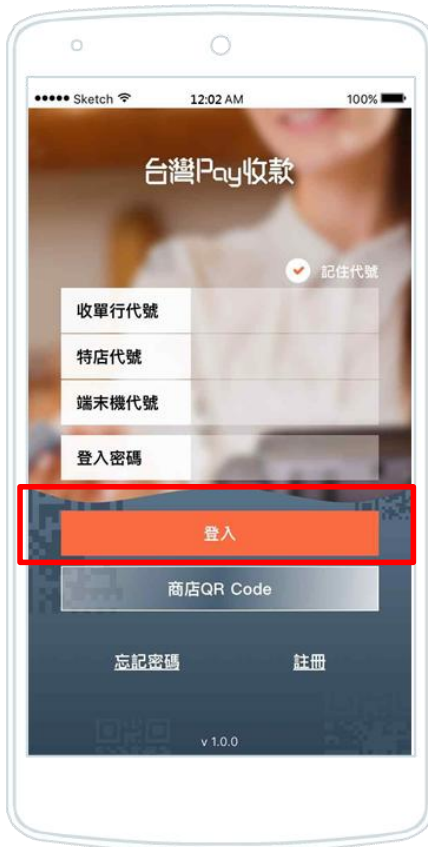 ●●●●● Sketch 12:02 AM 100%
台灣Pay收款
記住代號
收單行代號
特店代號
端末機代號
登入密碼
登入
商店QR Code
忘記密碼 註冊
v 1.0.0